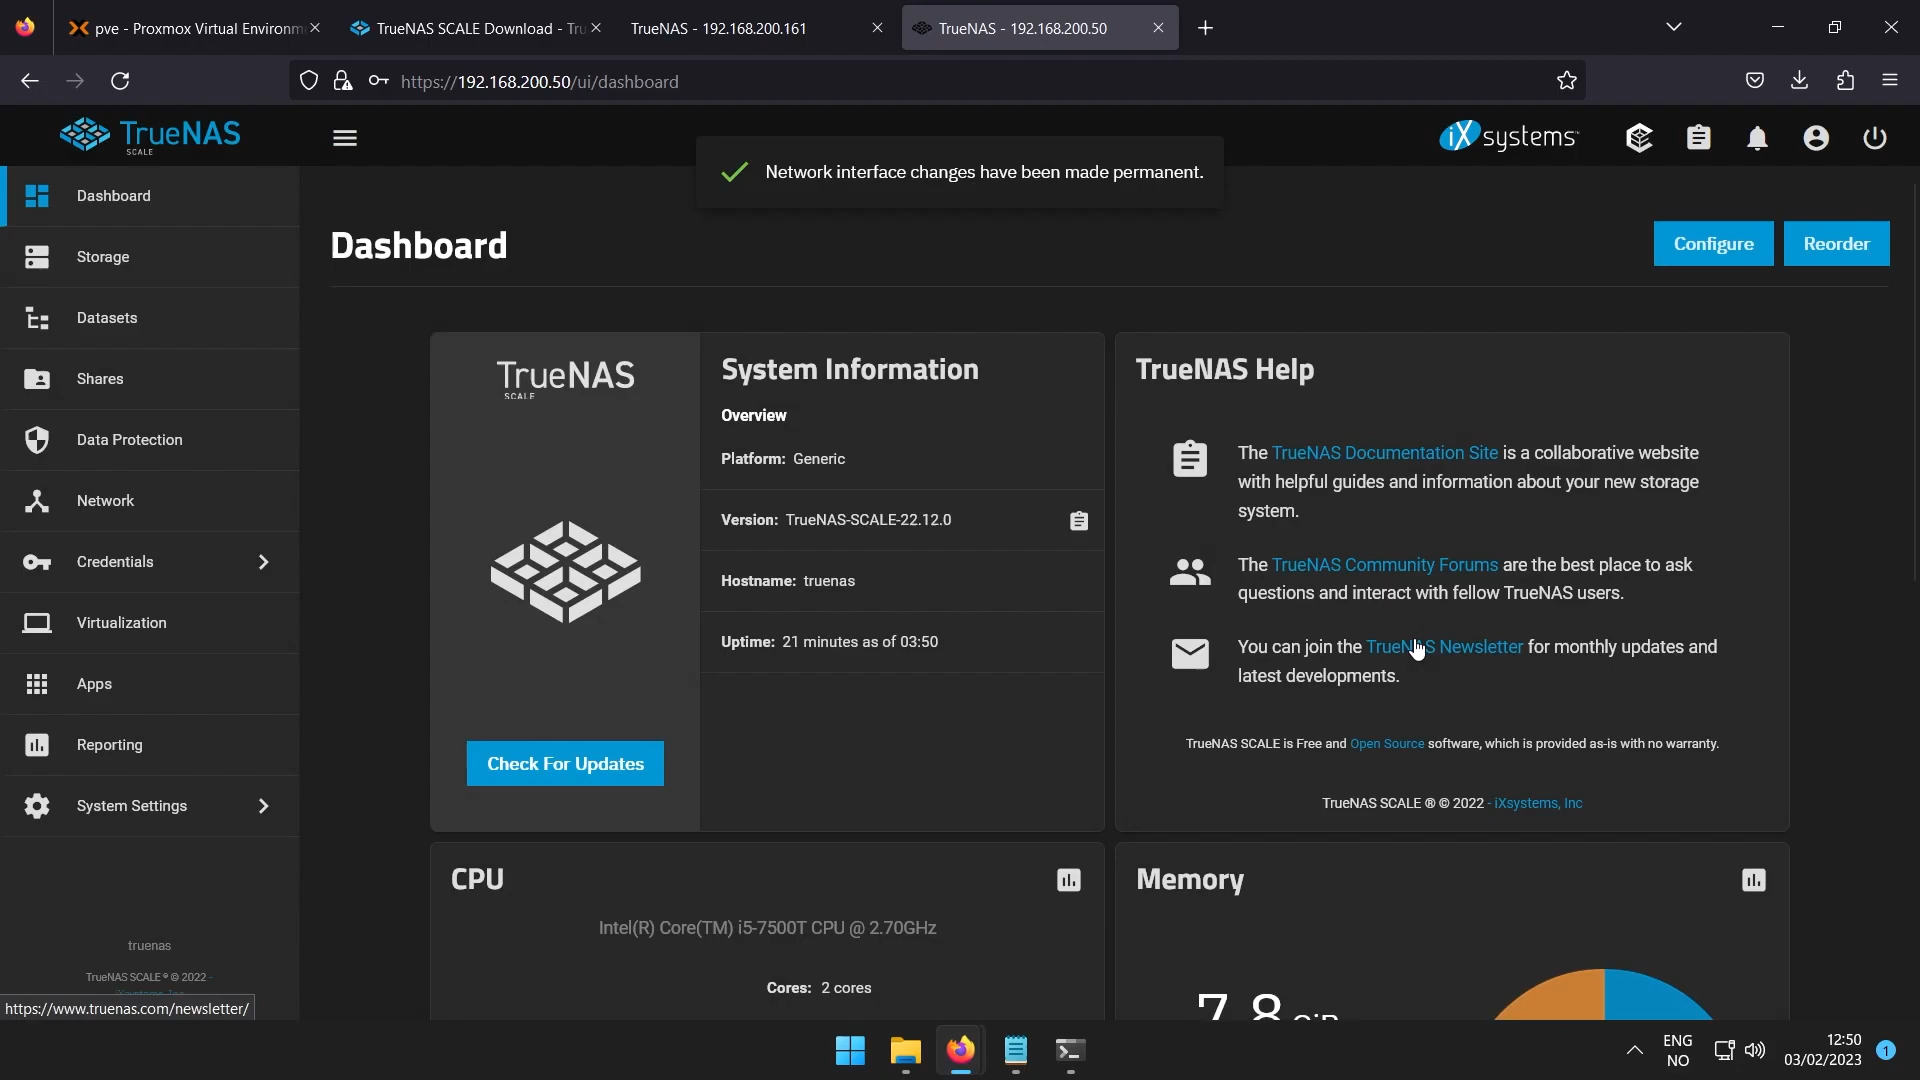 pve - Proxmox Virtual Environm
TrueNAS SCALE Download - Tru
TrueNAS - 192.168.200.161
TrueNAS - 192.168.200.50
https://192.168.200.50/ui/dashboard
TrueNAS
SCALE
iXsystems
Network interface changes have been made permanent.
Dashboard
Storage
Datasets
Shares
Data Protection
Network
Credentials
Virtualization
Apps
Reporting
System Settings
truenas
TrueNAS SCALE ® © 2022 -
https://www.truenas.com/newsletter/
Dashboard
Configure
Reorder
TrueNAS
SCALE
Check For Updates
System Information
Overview
Platform: Generic
Version: TrueNAS-SCALE-22.12.0
Hostname: truenas
Uptime: 21 minutes as of 03:50
TrueNAS Help
The TrueNAS Documentation Site is a collaborative website
with helpful guides and information about your new storage
system.
The TrueNAS Community Forums are the best place to ask
questions and interact with fellow TrueNAS users.
You can join the TrueNAS Newsletter for monthly updates and
latest developments.
TrueNAS SCALE is Free and Open Source software, which is provided as-is with no warranty.
TrueNAS SCALE ® © 2022 - iXsystems, Inc
CPU
Intel(R) Core(TM) i5-7500T CPU @ 2.70GHz
Cores: 2 cores
Memory
7.8 GiB
ENG
NO
12:50
03/02/2023
1